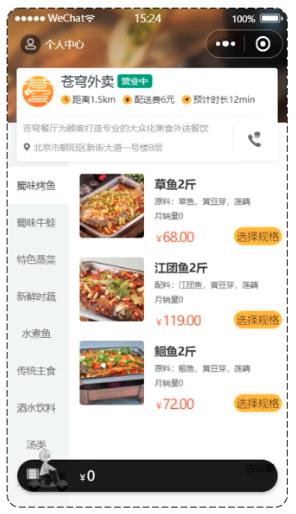 WeChat 15:24 100%
个人中心
苍穹外卖 营业中
距离1.5km 配送费6元 预计时长12min
苍穹餐厅为顾客打造专业的大众化美食外送餐饮
北京市朝阳区新街大道一号楼8层
蜀味烤鱼
蜀味牛蛙
特色蒸菜
新鲜时蔬
水煮鱼
传统主食
酒水饮料
汤类
草鱼2斤
原料：草鱼，黄豆芽，莲藕
月销量0
¥68.00 选择规格
江团鱼2斤
配料：江团鱼，黄豆芽，莲藕
月销量0
¥119.00 选择规格
鮰鱼2斤
原料：鮰鱼，黄豆芽，莲藕
月销量0
¥72.00 选择规格
¥0